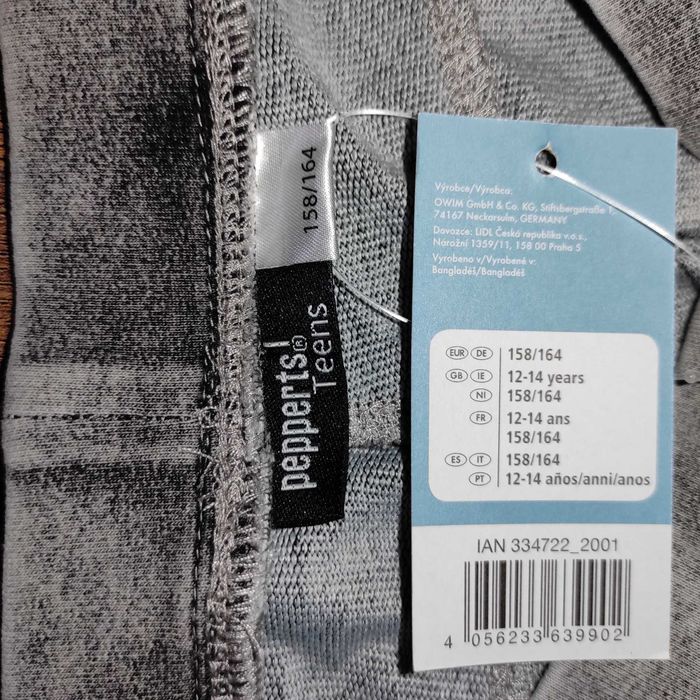 158/164
pepperts!®
Teens
Výrobce/Výrobca:
OWIM GmbH & Co. KG, Stiftsbergstraße 1,
74167 Neckarsulm, GERMANY
Dovozce: LIDL Česká republika v.o.s.,
Nárožní 1359/11, 158 00 Praha 5
Vyrobeno v/Vyrobené v:
Bangladéš/Bangladéš
EUR DE 158/164
GB IE 12-14 years
NI 158/164
FR 12-14 ans
158/164
ES IT 158/164
PT 12-14 años/anni/anos
IAN 334722_2001
4 056233 639902